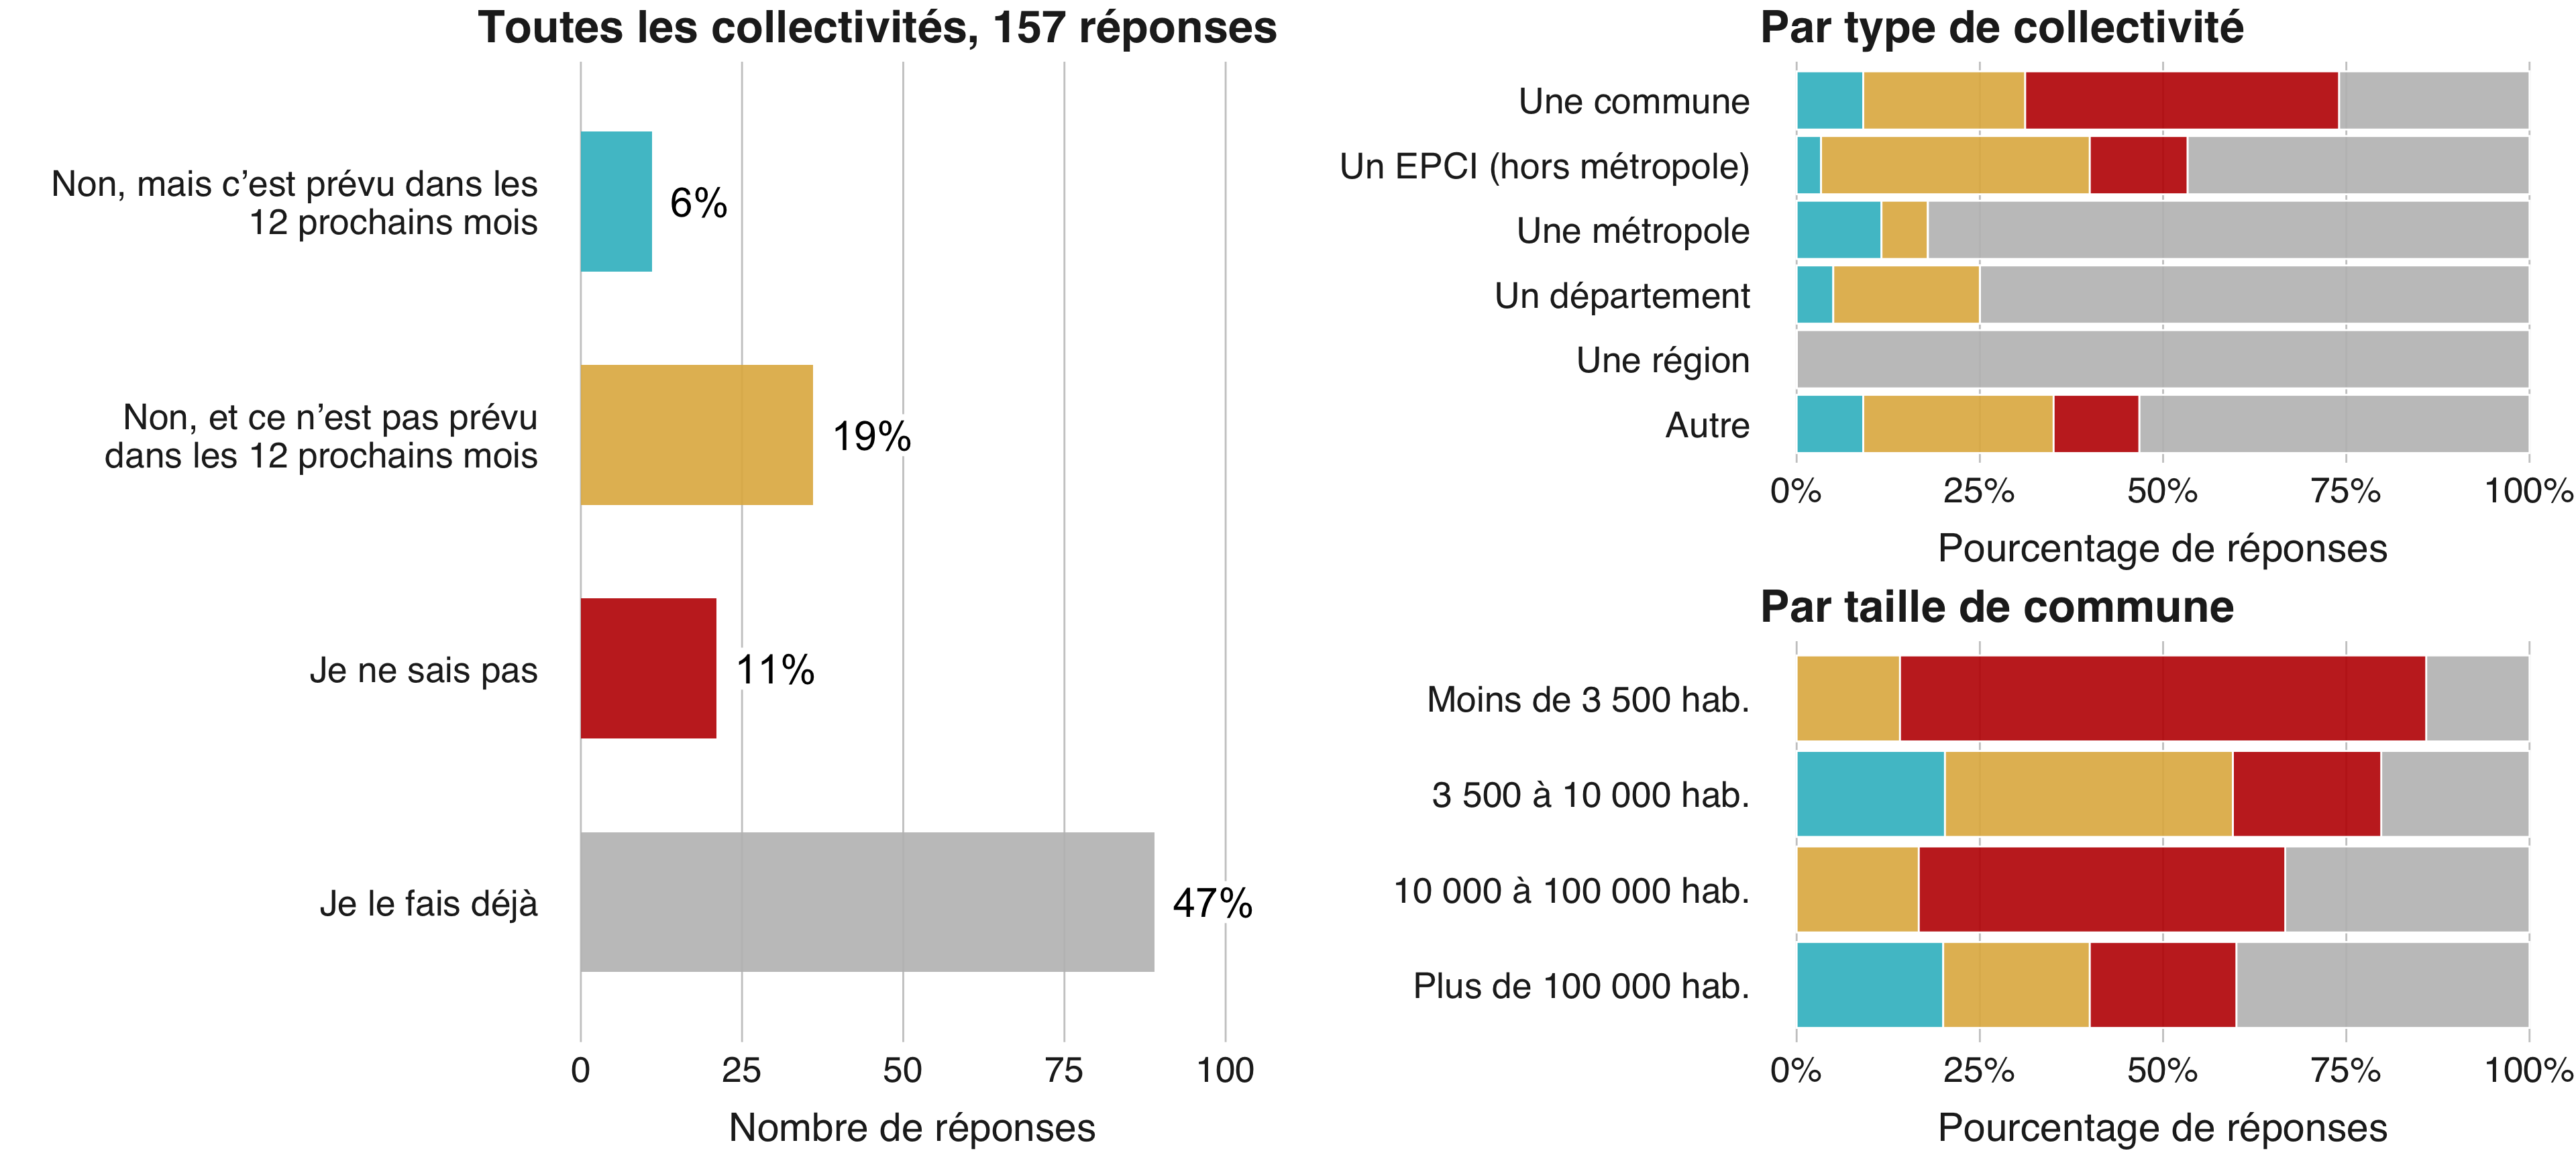 Toutes les collectivités, 157 réponses
Non, mais c’est prévu dans les
12 prochains mois
6%
Non, et ce n’est pas prévu
dans les 12 prochains mois
19%
Je ne sais pas
11%
Je le fais déjà
47%
0 25 50 75 100
Nombre de réponses
Par type de collectivité
Une commune
Un EPCI (hors métropole)
Une métropole
Un département
Une région
Autre
0% 25% 50% 75% 100%
Pourcentage de réponses
Par taille de commune
Moins de 3 500 hab.
3 500 à 10 000 hab.
10 000 à 100 000 hab.
Plus de 100 000 hab.
0% 25% 50% 75% 100%
Pourcentage de réponses